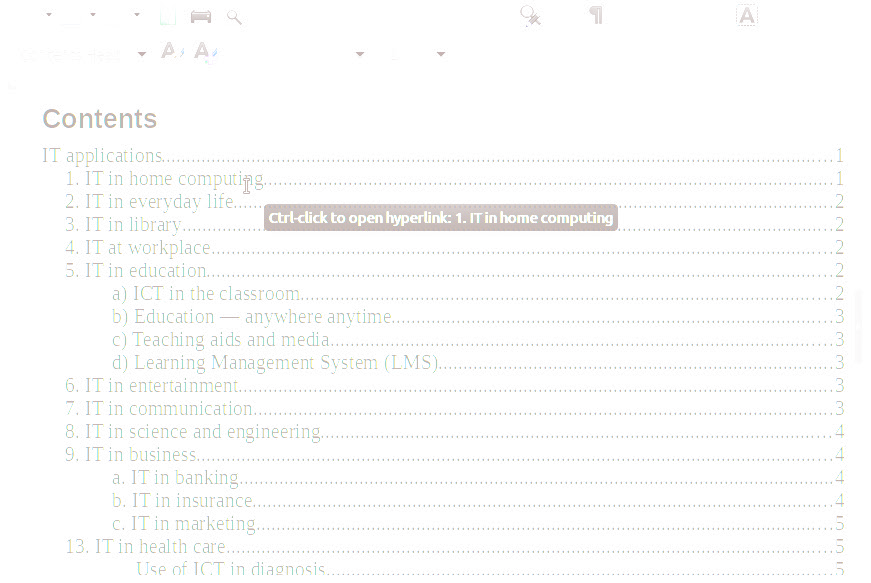 Contents Head
A A
A
Contents
IT applications 1
1. IT in home computing 1
2. IT in everyday life 2
Ctrl-click to open hyperlink: 1. IT in home computing
3. IT in library 2
4. IT at workplace 2
5. IT in education 2
a) ICT in the classroom 2
b) Education — anywhere anytime 3
c) Teaching aids and media 3
d) Learning Management System (LMS) 3
6. IT in entertainment 3
7. IT in communication 3
8. IT in science and engineering 4
9. IT in business 4
a. IT in banking 4
b. IT in insurance 4
c. IT in marketing 5
13. IT in health care 5
Use of ICT in diagnosis 5